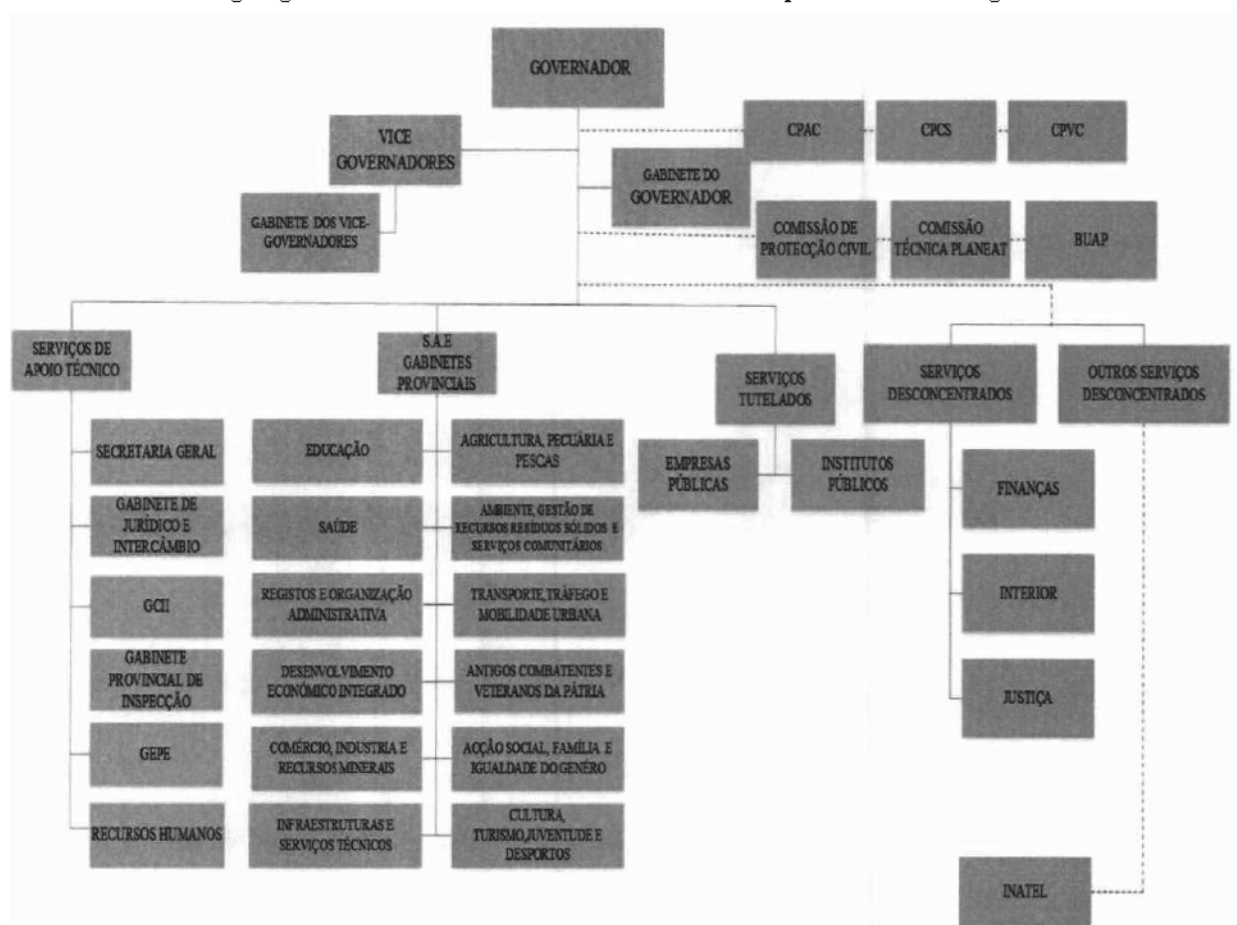 GOVERNADOR
VICE
GOVERNADORES
CPAC
CPCS
CPVC
GABINETE DO
GOVERNADOR
GABINETE DOS VICE-
GOVERNADORES
COMISSÃO DE
PROTECÇÃO CIVIL
COMISSÃO
TÉCNICA PLANEAT
BUAP
SERVIÇOS DE
APOIO TÉCNICO
S.A.E
GABINETES
PROVINCIAIS
SERVIÇOS
TUTELADOS
SERVIÇOS
DESCONCENTRADOS
OUTROS SERVIÇOS
DESCONCENTRADOS
SECRETARIA GERAL
GABINETE DE
JURÍDICO E
INTERCÂMBIO
GCII
GABINETE
PROVINCIAL DE
INSPECÇÃO
GEPE
RECURSOS HUMANOS
EDUCAÇÃO
SAÚDE
REGISTOS E ORGANIZAÇÃO
ADMINISTRATIVA
DESENVOLVIMENTO
ECONÓMICO INTEGRADO
COMÉRCIO, INDUSTRIA E
RECURSOS MINERAIS
INFRAESTRUTURAS E
SERVIÇOS TÉCNICOS
AGRICULTURA, PECUÁRIA E
PESCAS
AMBIENTE, GESTÃO DE
RECURSOS RESÍDUOS SÓLIDOS E
SERVIÇOS COMUNITÁRIOS
TRANSPORTE, TRÁFEGO E
MOBILIDADE URBANA
ANTIGOS COMBATENTES E
VETERANOS DA PÁTRIA
ACÇÃO SOCIAL, FAMÍLIA E
IGUALDADE DO GENÉRO
CULTURA,
TURISMO,JUVENTUDE E
DESPORTOS
EMPRESAS
PÚBLICAS
INSTITUTOS
PÚBLICOS
FINANÇAS
INTERIOR
JUSTIÇA
INATEL